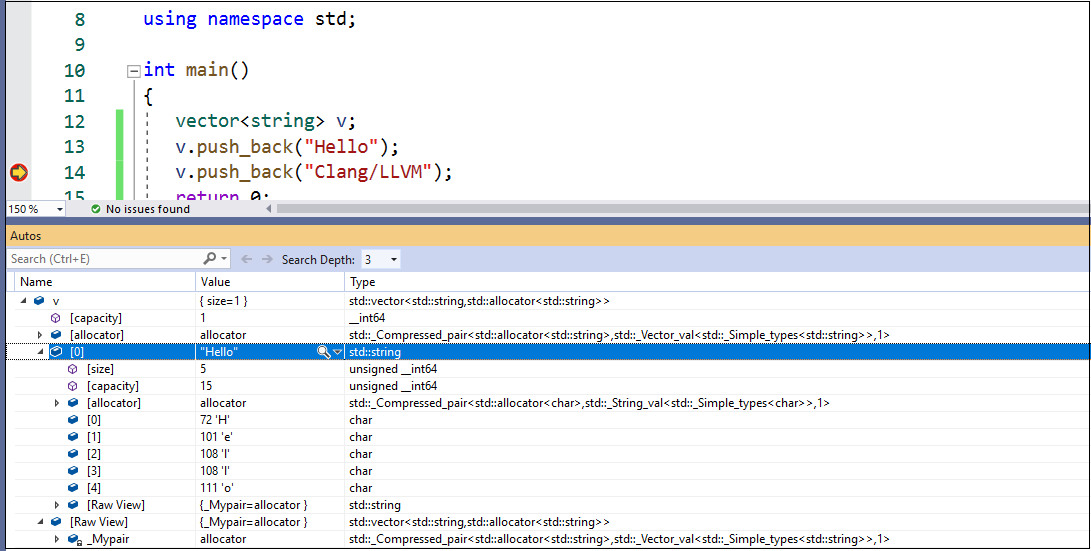 8 using namespace std;
9
10 int main()
11 {
12 vector<string> v;
13 v.push_back("Hello");
14 v.push_back("Clang/LLVM");
15 return 0;
150 % No issues found
Autos
Search (Ctrl+E) Search Depth: 3
Name Value Type
v { size=1 } std::vector<std::string,std::allocator<std::string>>
[capacity] 1 __int64
[allocator] allocator std::_Compressed_pair<std::allocator<std::string>,std::_Vector_val<std::_Simple_types<std::string>>,1>
[0] "Hello" std::string
[size] 5 unsigned __int64
[capacity] 15 unsigned __int64
[allocator] allocator std::_Compressed_pair<std::allocator<char>,std::_String_val<std::_Simple_types<char>>,1>
[0] 72 'H' char
[1] 101 'e' char
[2] 108 'l' char
[3] 108 'l' char
[4] 111 'o' char
[Raw View] {_Mypair=allocator } std::string
[Raw View] {_Mypair=allocator } std::vector<std::string,std::allocator<std::string>>
_Mypair allocator std::_Compressed_pair<std::allocator<std::string>,std::_Vector_val<std::_Simple_types<std::string>>,1>